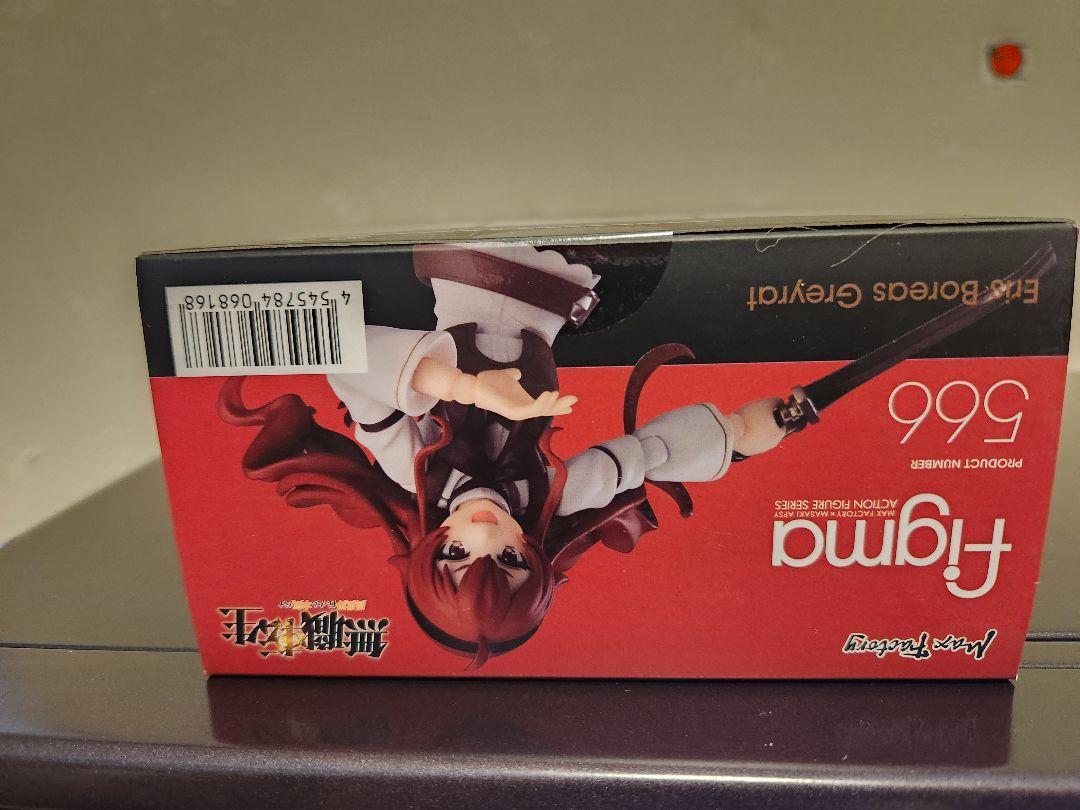 Max Factory
figma
MAX FACTORY × MASAKI APSY
ACTION FIGURE SERIES
PRODUCT NUMBER
566
Eris Boreas Greyrat
無職転生
4 545784 068168